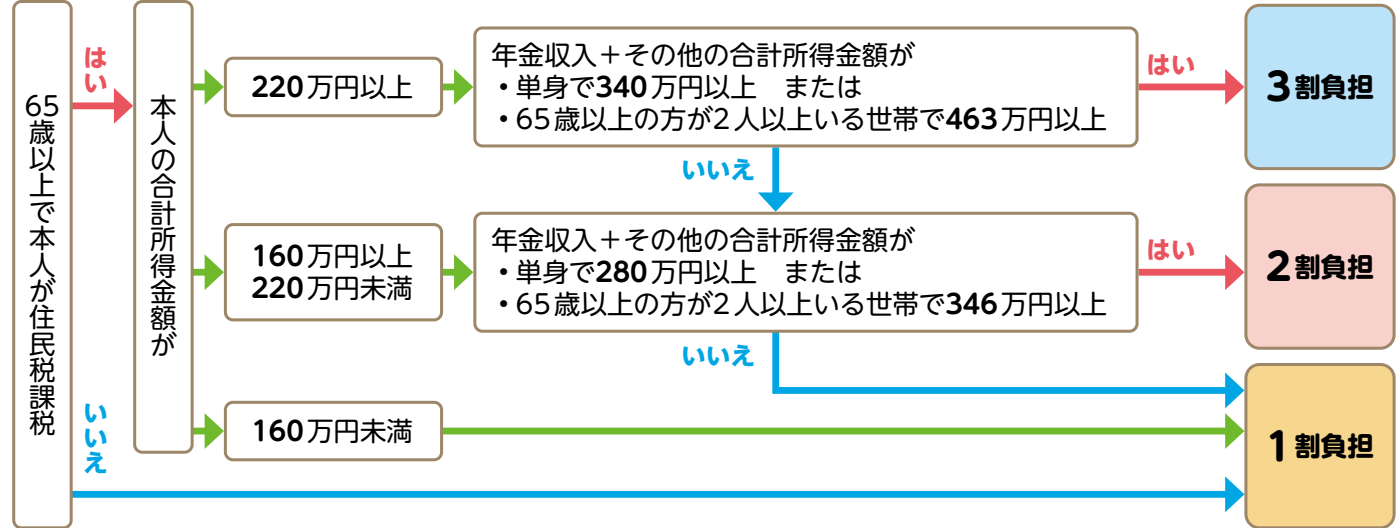 65歳以上で本人が住民税課税
はい
いいえ
本人の合計所得金額が
220万円以上
年金収入＋その他の合計所得金額が
・単身で340万円以上　または
・65歳以上の方が2人以上いる世帯で463万円以上
はい
3割負担
いいえ
160万円以上
220万円未満
年金収入＋その他の合計所得金額が
・単身で280万円以上　または
・65歳以上の方が2人以上いる世帯で346万円以上
はい
2割負担
いいえ
160万円未満
1割負担